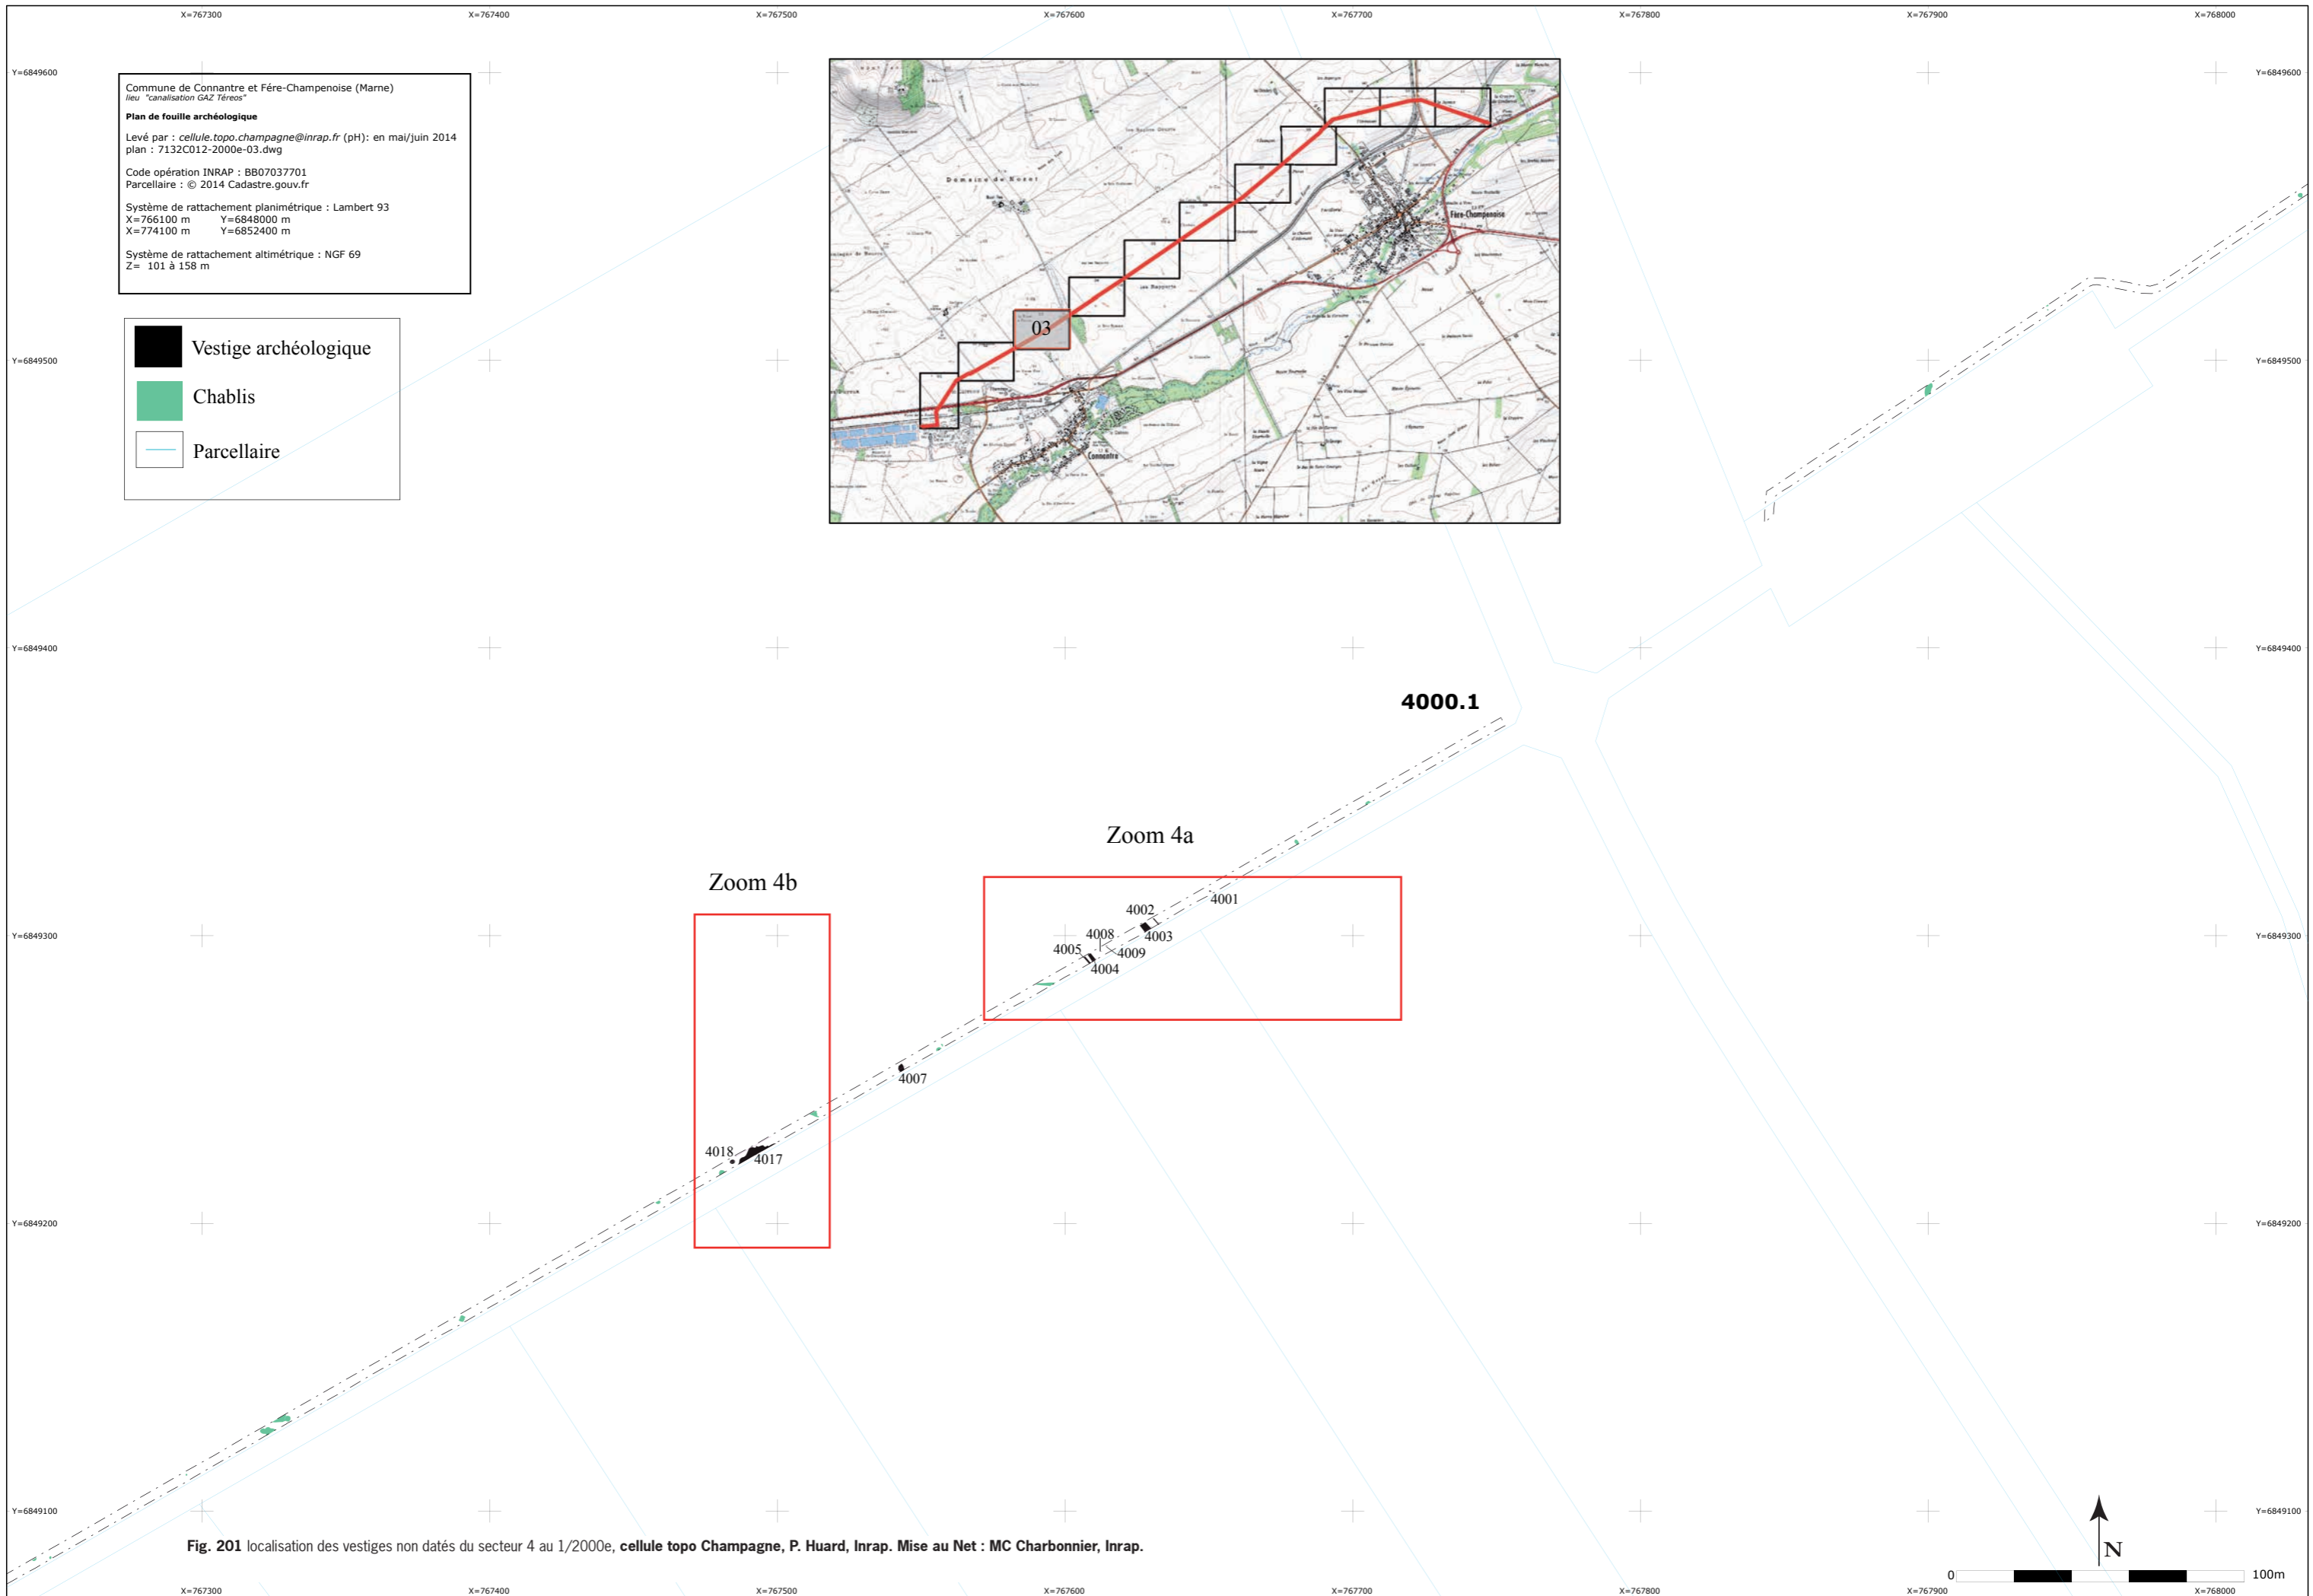 X=767300 X=767400 X=767500 X=767600 X=767700 X=767800 X=767900 X=768000
Y=6849600 Y=6849600
Commune de Connantre et Fére-Champenoise (Marne)
lieu "canalisation GAZ Téreos"
Plan de fouille archéologique
Levé par : cellule.topo.champagne@inrap.fr (pH): en mai/juin 2014
plan : 7132C012-2000e-03.dwg
Code opération INRAP : BB07037701
Parcellaire : © 2014 Cadastre.gouv.fr
Système de rattachement planimétrique : Lambert 93
X=766100 m Y=6848000 m
X=774100 m Y=6852400 m
Système de rattachement altimétrique : NGF 69
Z= 101 à 158 m
Vestige archéologique
Chablis
Parcellaire
Domaine de Nozet
Fère-Champenoise
03
Connantre
Y=6849500 Y=6849500
Y=6849400 Y=6849400
4000.1
Zoom 4a
Zoom 4b
4001
4002
4003
4008
4009
4005
4004
Y=6849300 Y=6849300
4007
4018
4017
Y=6849200 Y=6849200
Y=6849100 Y=6849100
Fig. 201 localisation des vestiges non datés du secteur 4 au 1/2000e, cellule topo Champagne, P. Huard, Inrap. Mise au Net : MC Charbonnier, Inrap.
N
0 100m
X=767300 X=767400 X=767500 X=767600 X=767700 X=767800 X=767900 X=768000